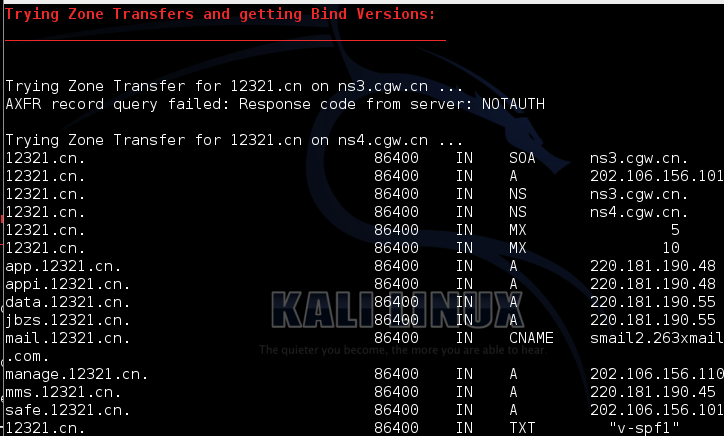 Trying Zone Transfers and getting Bind Versions:
Trying Zone Transfer for 12321.cn on ns3.cgw.cn ...
AXFR record query failed: Response code from server: NOTAUTH
Trying Zone Transfer for 12321.cn on ns4.cgw.cn ...
12321.cn. 86400 IN SOA ns3.cgw.cn.
12321.cn. 86400 IN A 202.106.156.101
12321.cn. 86400 IN NS ns3.cgw.cn.
12321.cn. 86400 IN NS ns4.cgw.cn.
12321.cn. 86400 IN MX 5
12321.cn. 86400 IN MX 10
app.12321.cn. 86400 IN A 220.181.190.48
appi.12321.cn. 86400 IN A 220.181.190.48
data.12321.cn. 86400 IN A 220.181.190.55
jbzs.12321.cn. 86400 IN A 220.181.190.55
KALI LINUX
mail.12321.cn. 86400 IN CNAME smail2.263xmail
The quieter you become, the more you are able to hear.
.com.
manage.12321.cn. 86400 IN A 202.106.156.110
mms.12321.cn. 86400 IN A 220.181.190.45
safe.12321.cn. 86400 IN A 202.106.156.101
12321.cn. 86400 IN TXT "v-spf1"